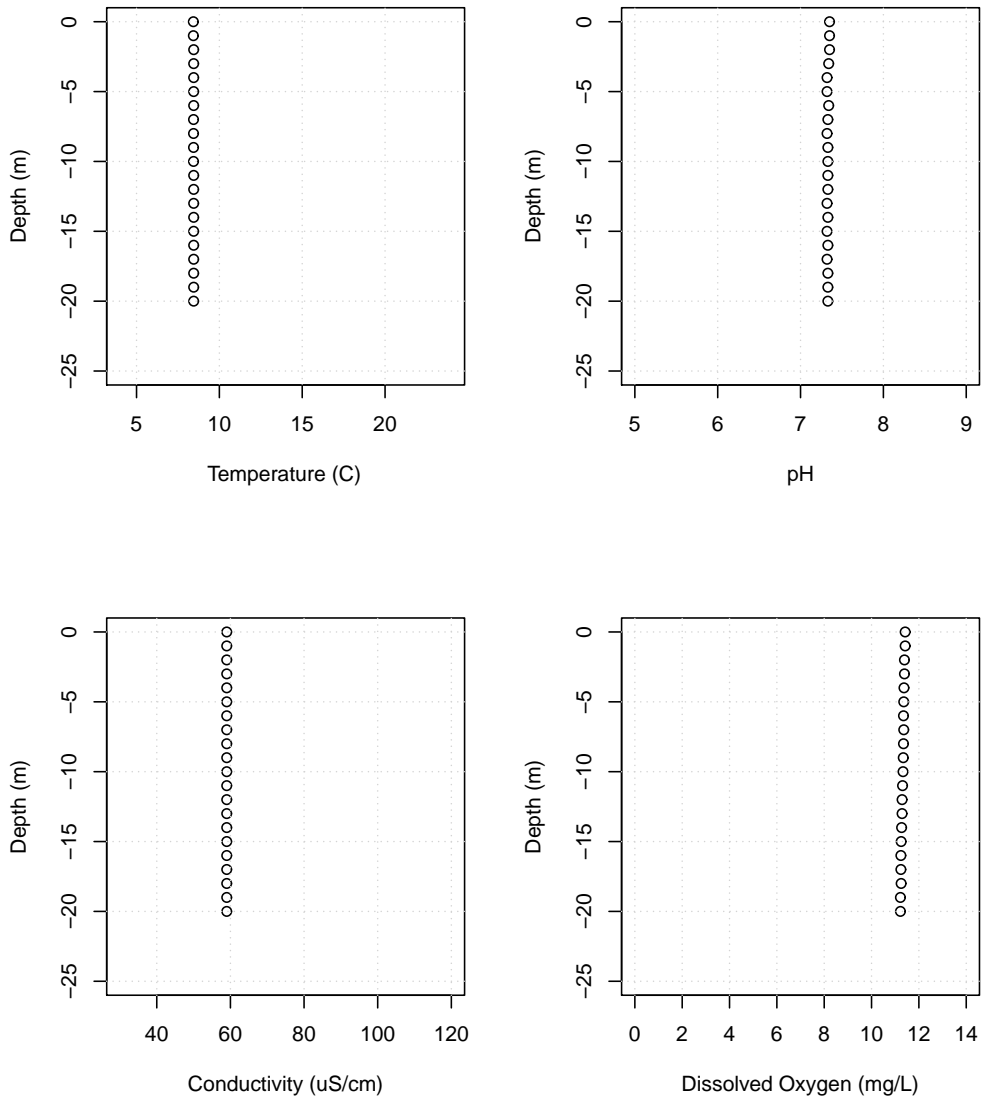 0
−5
−10
−15
−20
−25
Depth (m)
5 10 15 20
Temperature (C)
0
−5
−10
−15
−20
−25
Depth (m)
5 6 7 8 9
pH
0
−5
−10
−15
−20
−25
Depth (m)
40 60 80 100 120
Conductivity (uS/cm)
0
−5
−10
−15
−20
−25
Depth (m)
0 2 4 6 8 10 12 14
Dissolved Oxygen (mg/L)